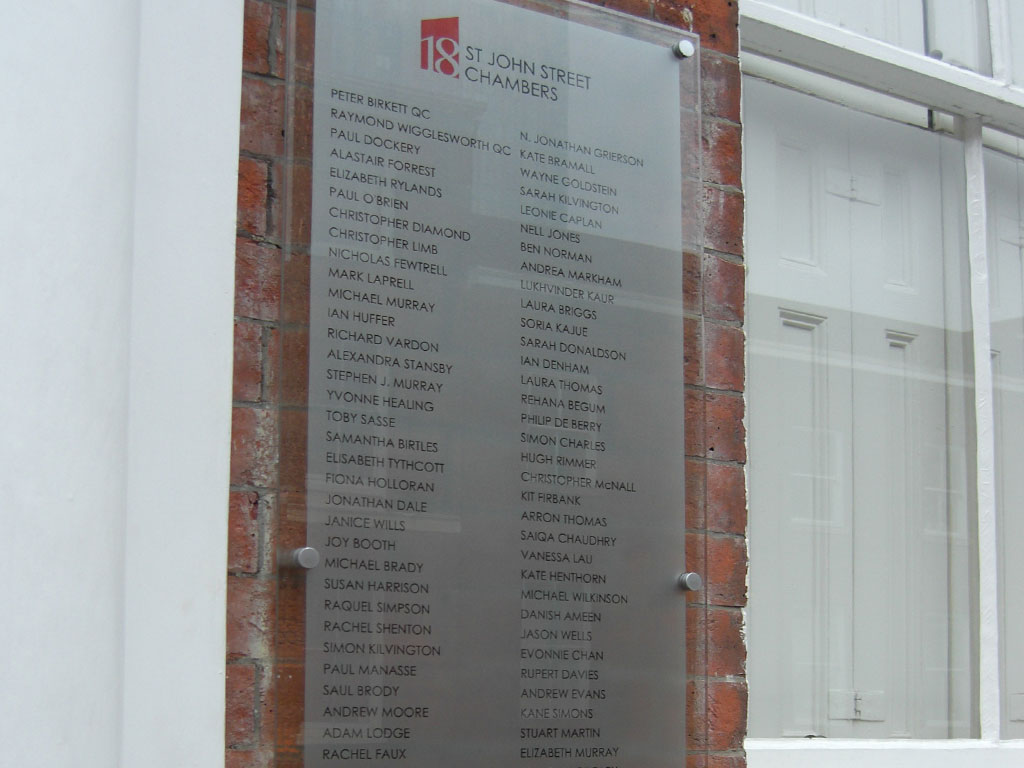 18 ST JOHN STREET
CHAMBERS
PETER BIRKETT QC
RAYMOND WIGGLESWORTH QC
PAUL DOCKERY
ALASTAIR FORREST
ELIZABETH RYLANDS
PAUL O'BRIEN
CHRISTOPHER DIAMOND
CHRISTOPHER LIMB
NICHOLAS FEWTRELL
MARK LAPRELL
MICHAEL MURRAY
IAN HUFFER
RICHARD VARDON
ALEXANDRA STANSBY
STEPHEN J. MURRAY
YVONNE HEALING
TOBY SASSE
SAMANTHA BIRTLES
ELISABETH TYTHCOTT
FIONA HOLLORAN
JONATHAN DALE
JANICE WILLS
JOY BOOTH
MICHAEL BRADY
SUSAN HARRISON
RAQUEL SIMPSON
RACHEL SHENTON
SIMON KILVINGTON
PAUL MANASSE
SAUL BRODY
ANDREW MOORE
ADAM LODGE
RACHEL FAUX
N. JONATHAN GRIERSON
KATE BRAMALL
WAYNE GOLDSTEIN
SARAH KILVINGTON
LEONIE CAPLAN
NELL JONES
BEN NORMAN
ANDREA MARKHAM
LUKHVINDER KAUR
LAURA BRIGGS
SORIA KAJUE
SARAH DONALDSON
IAN DENHAM
LAURA THOMAS
REHANA BEGUM
PHILIP DE BERRY
SIMON CHARLES
HUGH RIMMER
CHRISTOPHER McNALL
KIT FIRBANK
ARRON THOMAS
SAIQA CHAUDHRY
VANESSA LAU
KATE HENTHORN
MICHAEL WILKINSON
DANISH AMEEN
JASON WELLS
EVONNIE CHAN
RUPERT DAVIES
ANDREW EVANS
KANE SIMONS
STUART MARTIN
ELIZABETH MURRAY